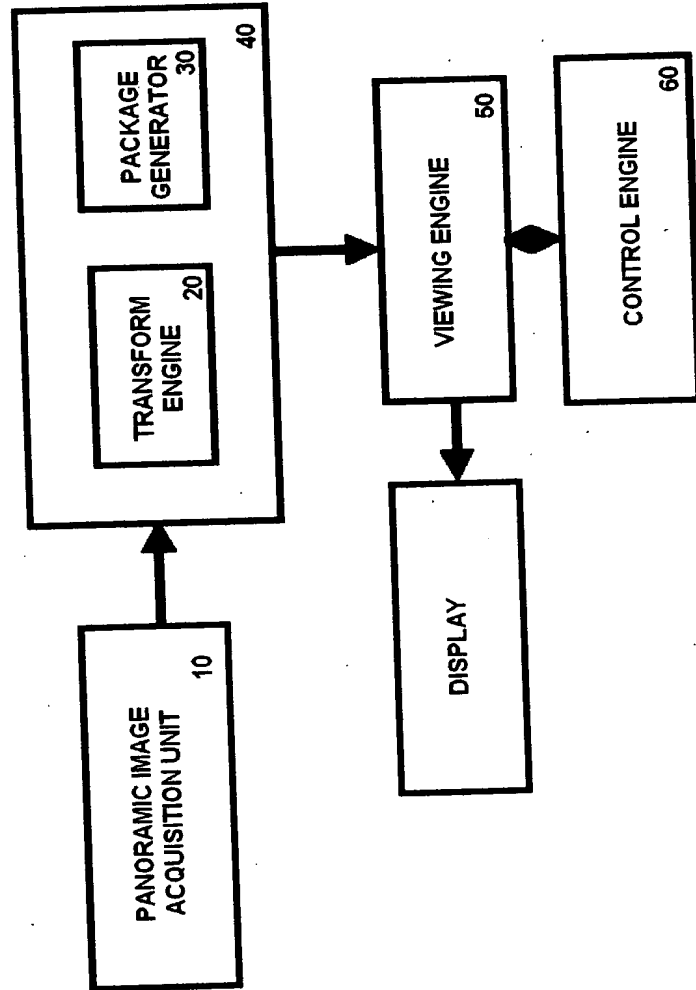 PANORAMIC IMAGE
ACQUISITION UNIT
10
TRANSFORM
ENGINE
20
PACKAGE
GENERATOR
30
40
DISPLAY
VIEWING ENGINE
50
CONTROL ENGINE
60